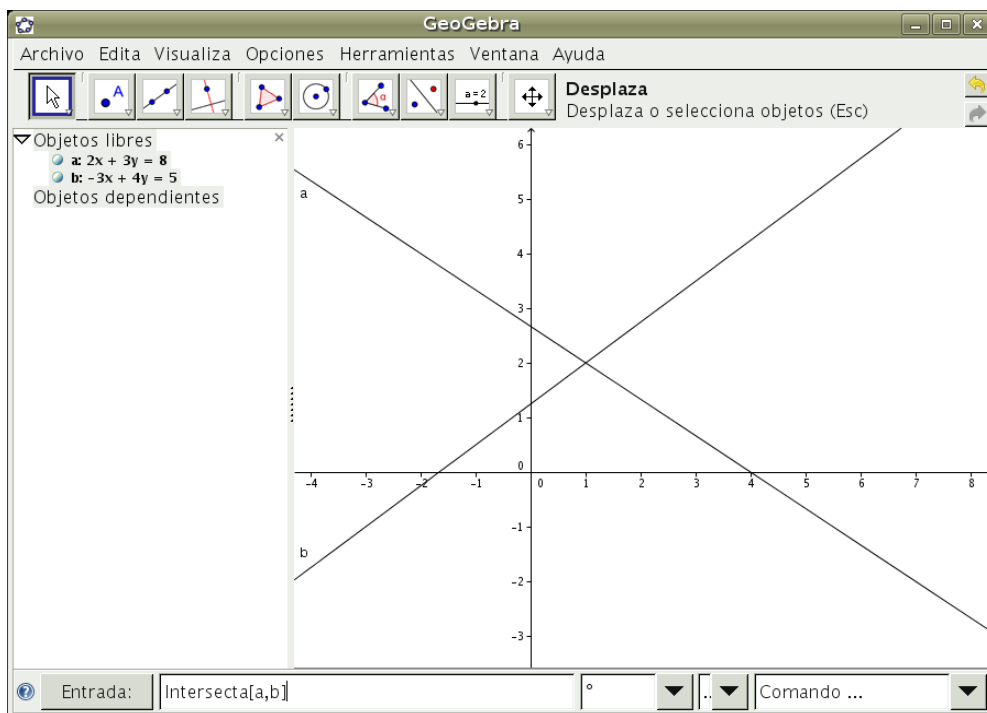 GeoGebra
Archivo Edita Visualiza Opciones Herramientas Ventana Ayuda
A
α
a = 2
Desplaza
Desplaza o selecciona objetos (Esc)
Objetos libres
a: 2x + 3y = 8
b: -3x + 4y = 5
Objetos dependientes
a
b
6
5
4
3
2
1
0
-1
-2
-3
-4 -3 -2 -1 0 1 2 3 4 5 6 7 8
Entrada: Intersecta[a,b] ° .. Comando ...